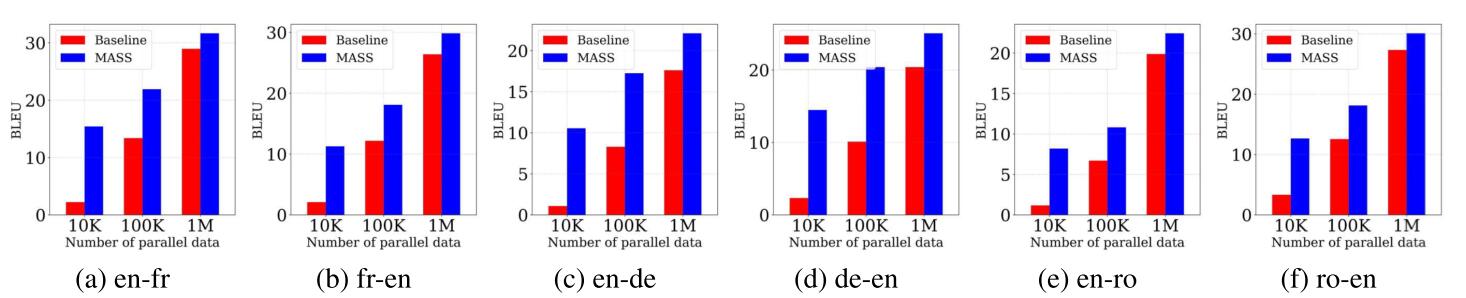 Baseline
MASS
BLEU
30
20
10
0
10K 100K 1M
Number of parallel data
(a) en-fr
Baseline
MASS
BLEU
30
20
10
0
10K 100K 1M
Number of parallel data
(b) fr-en
Baseline
MASS
BLEU
20
15
10
5
0
10K 100K 1M
Number of parallel data
(c) en-de
Baseline
MASS
BLEU
20
10
0
10K 100K 1M
Number of parallel data
(d) de-en
Baseline
MASS
BLEU
20
15
10
5
0
10K 100K 1M
Number of parallel data
(e) en-ro
Baseline
MASS
BLEU
30
20
10
0
10K 100K 1M
Number of parallel data
(f) ro-en